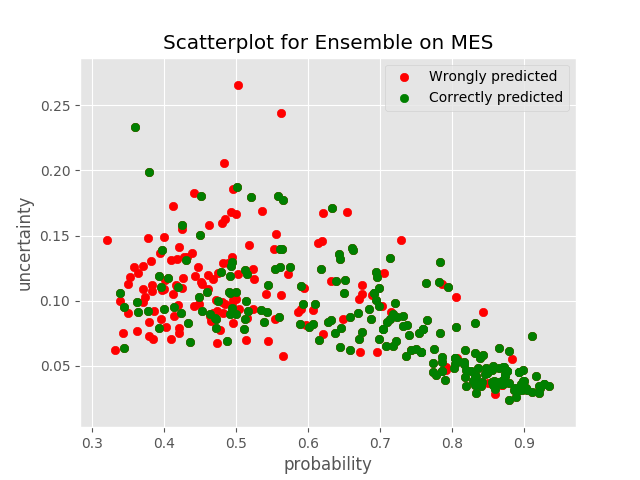 Scatterplot for Ensemble on MES
Wrongly predicted
Correctly predicted
uncertainty
0.25
0.20
0.15
0.10
0.05
0.3 0.4 0.5 0.6 0.7 0.8 0.9
probability